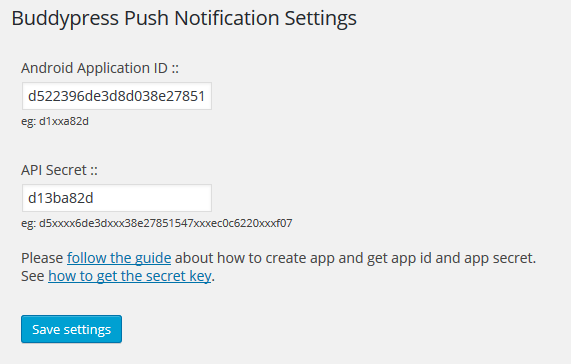 Buddypress Push Notification Settings
Android Application ID ::
d522396de3d8d038e27851
eg: d1xxa82d
API Secret ::
d13ba82d
eg: d5xxxx6de3dxxx38e27851547xxxec0c6220xxxf07
Please follow the guide about how to create app and get app id and app secret.
See how to get the secret key.
Save settings